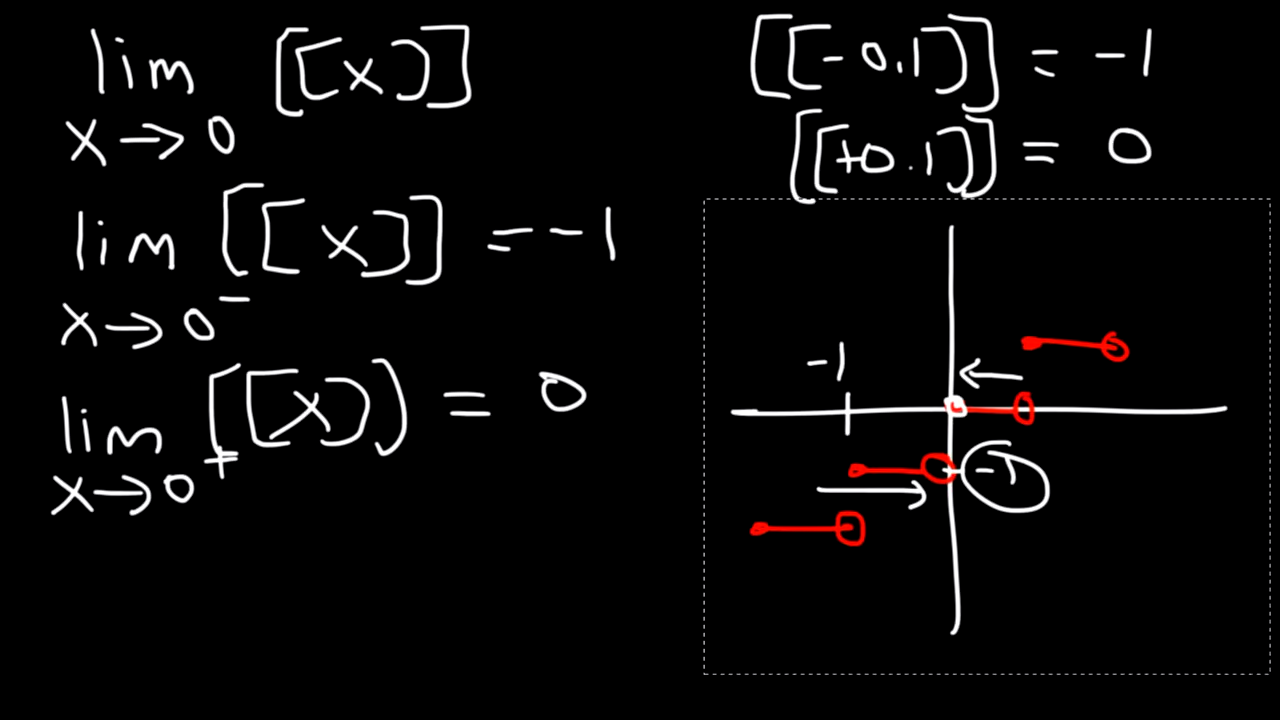 lim [[x]]
x→0
lim [[x]] = -1
x→0⁻
lim [[x]] = 0
x→0⁺
[[-0.1]] = -1
[[+0.1]] = 0
-1
-1